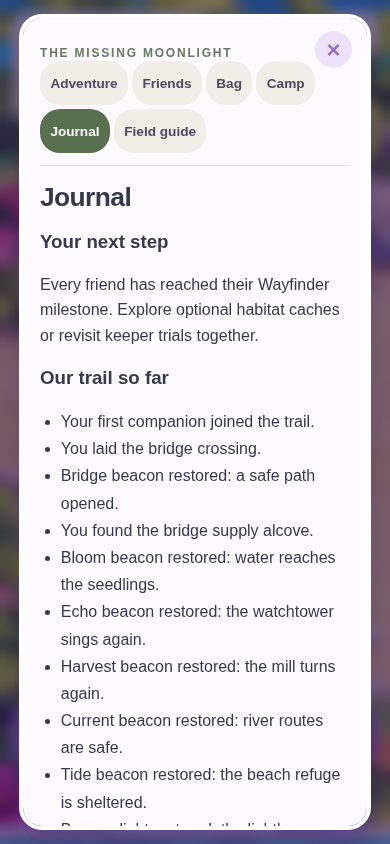 THE MISSING MOONLIGHT
×
Adventure
Friends
Bag
Camp
Journal
Field guide
Journal
Your next step
Every friend has reached their Wayfinder
milestone. Explore optional habitat caches
or revisit keeper trials together.
Our trail so far
• Your first companion joined the trail.
• You laid the bridge crossing.
• Bridge beacon restored: a safe path
opened.
• You found the bridge supply alcove.
• Bloom beacon restored: water reaches
the seedlings.
• Echo beacon restored: the watchtower
sings again.
• Harvest beacon restored: the mill turns
again.
• Current beacon restored: river routes
are safe.
• Tide beacon restored: the beach refuge
is sheltered.